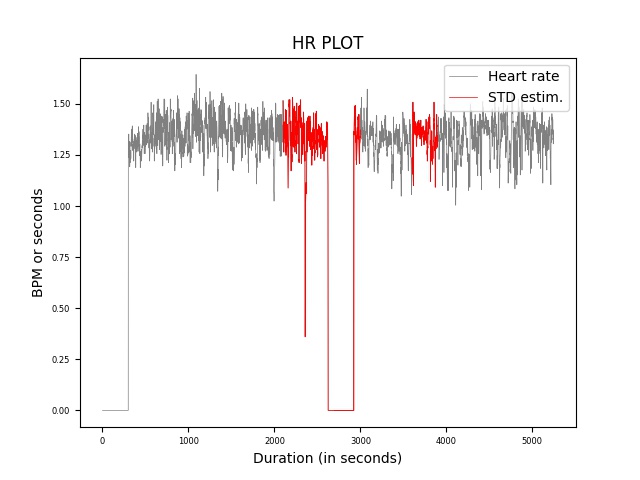 HR PLOT
Heart rate
STD estim.
BPM or seconds
1.50
1.25
1.00
0.75
0.50
0.25
0.00
0 1000 2000 3000 4000 5000
Duration (in seconds)